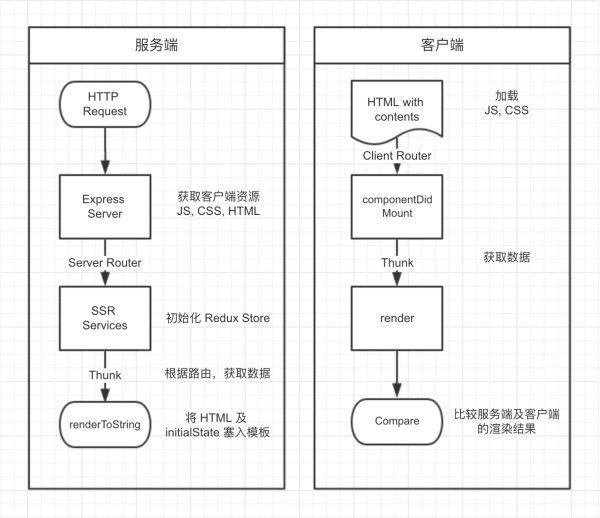 服务端
HTTP
Request
Express
Server
获取客户端资源
JS, CSS, HTML
Server Router
SSR
Services
初始化 Redux Store
Thunk
根据路由，获取数据
renderToString
将 HTML 及
initialState 塞入模板
客户端
HTML with
contents
加载
JS, CSS
Client Router
componentDid
Mount
Thunk
获取数据
render
Compare
比较服务端及客户端
的渲染结果